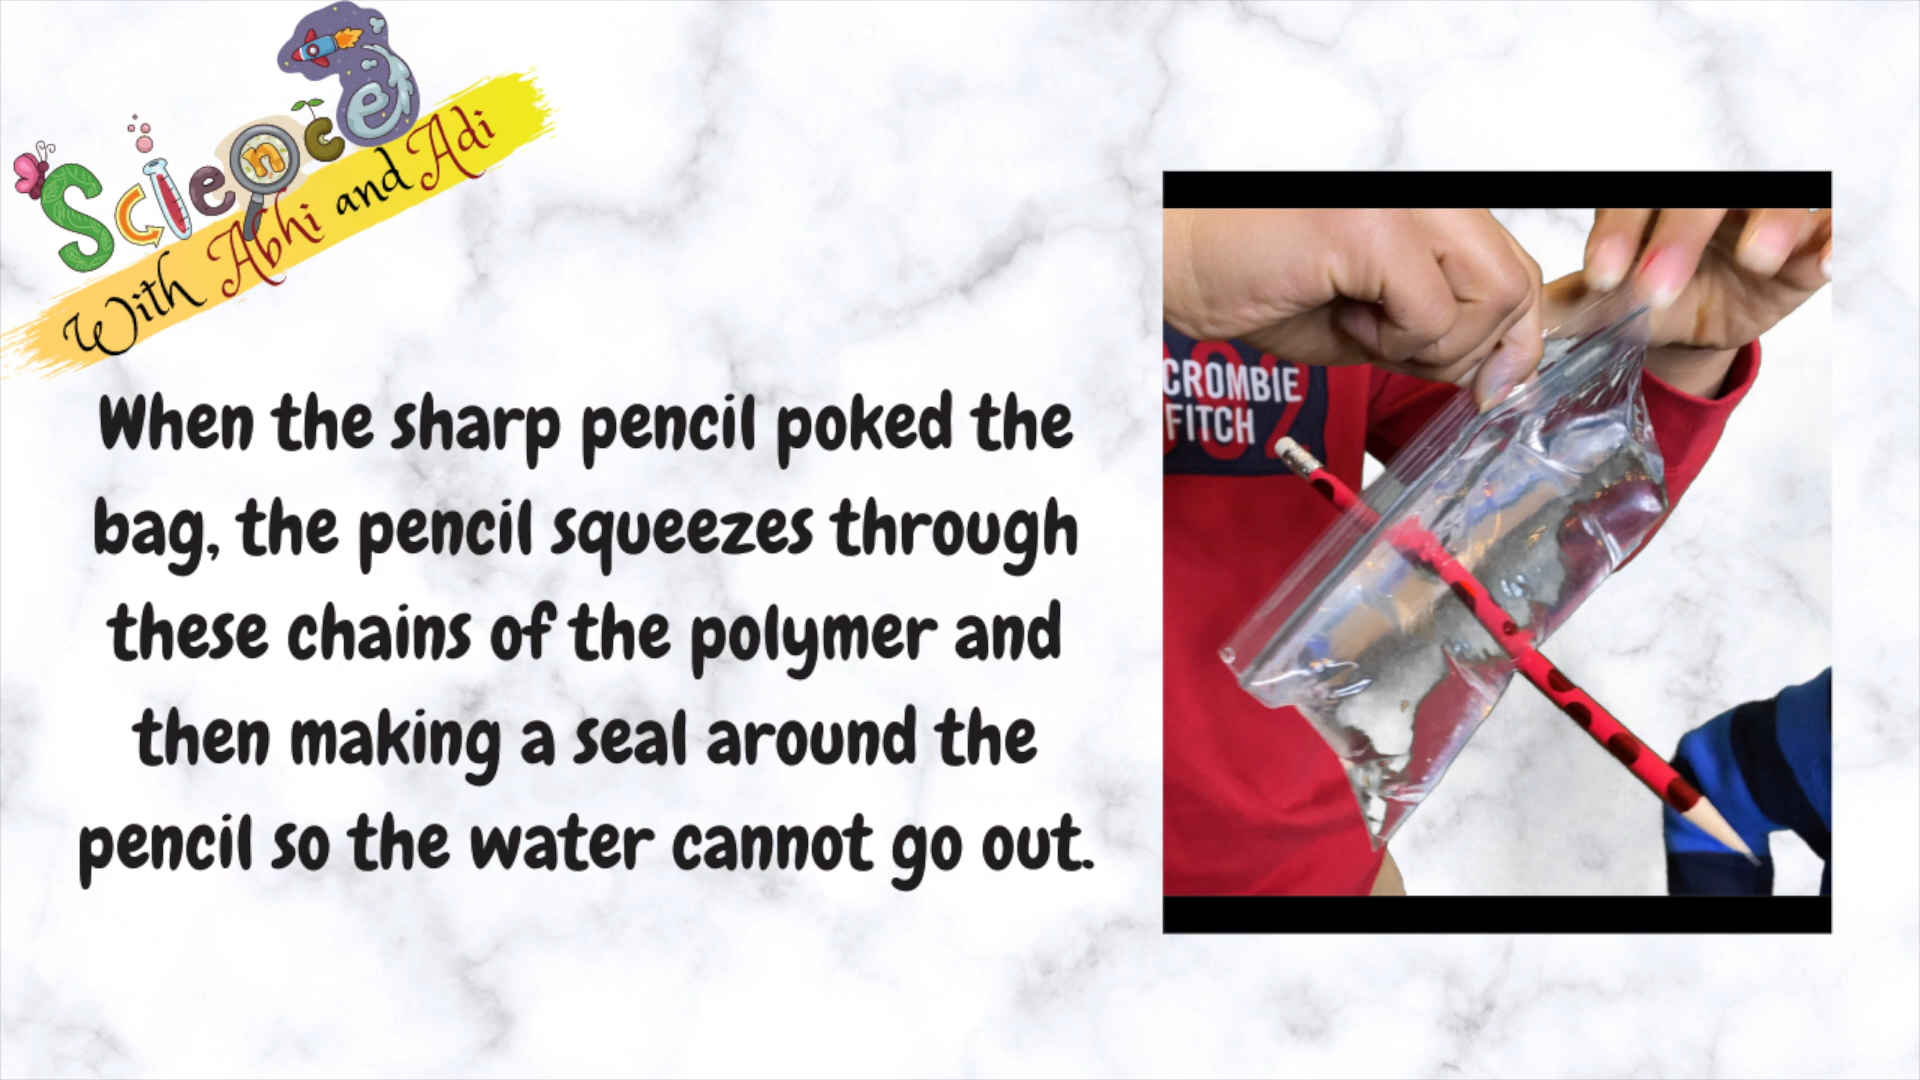 Science
With Abhi and Adi
When the sharp pencil poked the
bag, the pencil squeezes through
these chains of the polymer and
then making a seal around the
pencil so the water cannot go out.
CROMBIE
FITCH